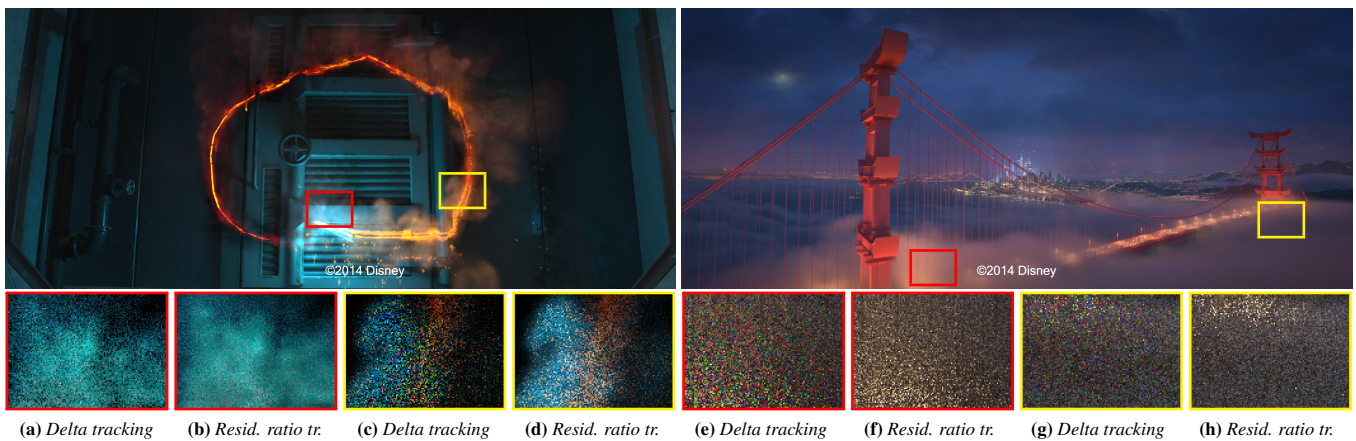 ©2014 Disney
©2014 Disney
(a) Delta tracking (b) Resid. ratio tr. (c) Delta tracking (d) Resid. ratio tr. (e) Delta tracking (f) Resid. ratio tr. (g) Delta tracking (h) Resid. ratio tr.